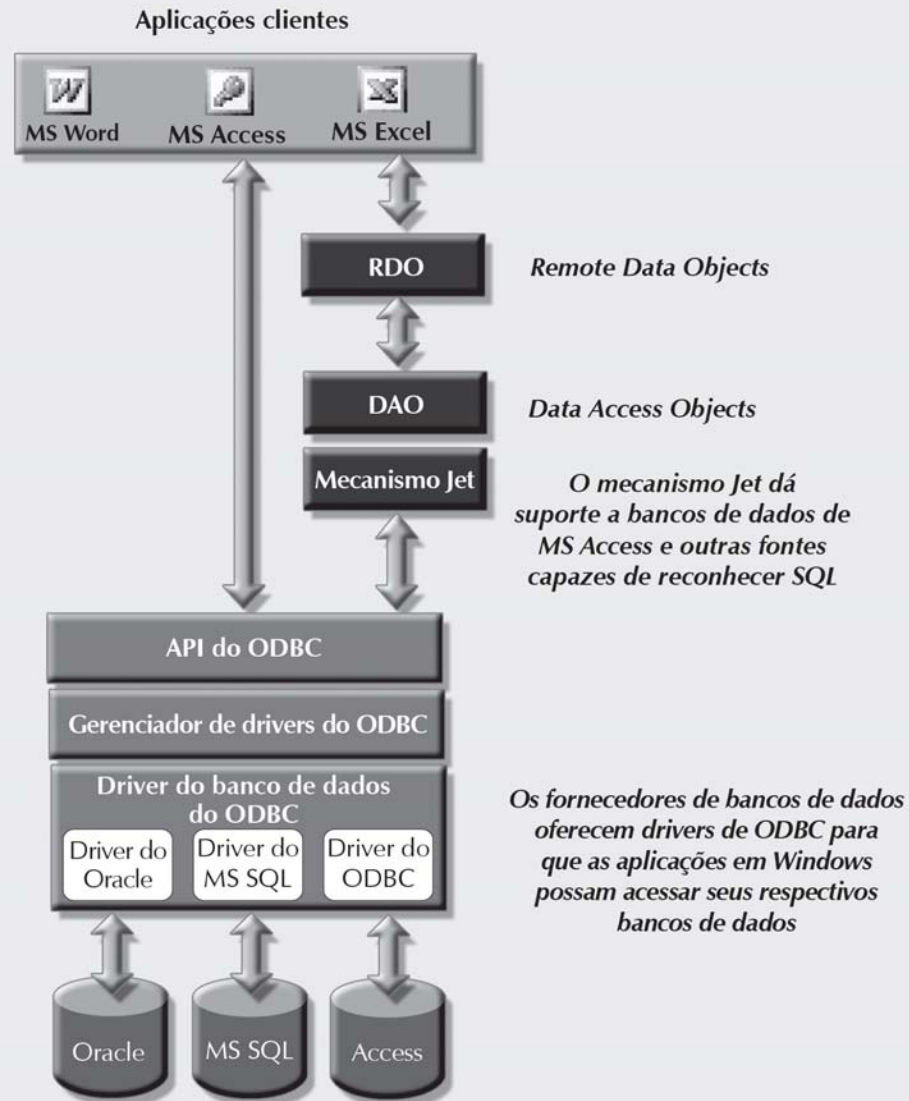 Aplicações clientes
MS Word
MS Access
MS Excel
RDO
Remote Data Objects
DAO
Data Access Objects
Mecanismo Jet
O mecanismo Jet dá
suporte a bancos de dados de
MS Access e outras fontes
capazes de reconhecer SQL
API do ODBC
Gerenciador de drivers do ODBC
Driver do banco de dados
do ODBC
Driver do
Oracle
Driver do
MS SQL
Driver do
ODBC
Os fornecedores de bancos de dados
oferecem drivers de ODBC para
que as aplicações em Windows
possam acessar seus respectivos
bancos de dados
Oracle
MS SQL
Access